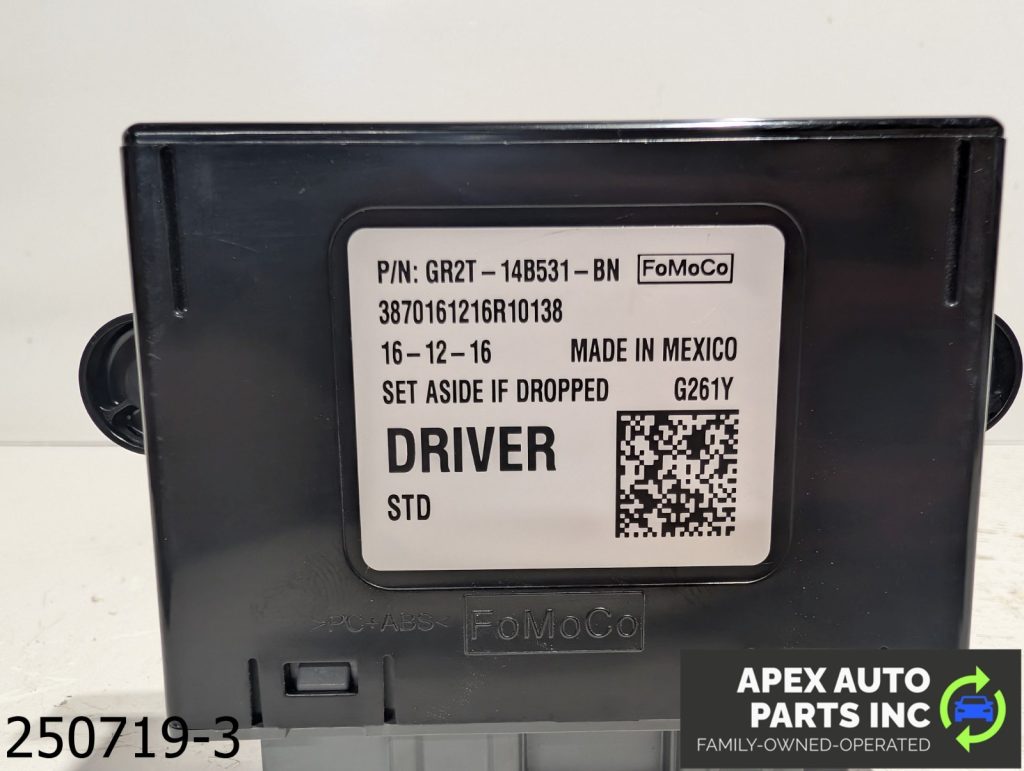 P/N: GR2T-14B531-BN FoMoCo
3870161216R10138
16-12-16 MADE IN MEXICO
SET ASIDE IF DROPPED G261Y
DRIVER
STD
>PC+ABS< FoMoCo
250719-3
APEX AUTO
PARTS INC
FAMILY-OWNED-OPERATED